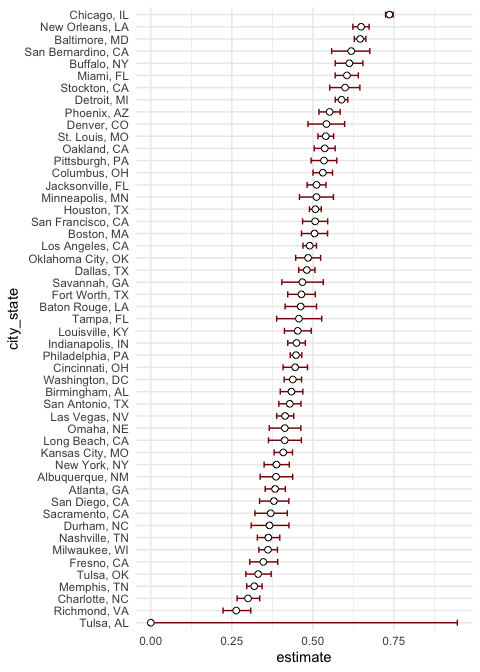 Chicago, IL
New Orleans, LA
Baltimore, MD
San Bernardino, CA
Buffalo, NY
Miami, FL
Stockton, CA
Detroit, MI
Phoenix, AZ
Denver, CO
St. Louis, MO
Oakland, CA
Pittsburgh, PA
Columbus, OH
Jacksonville, FL
Minneapolis, MN
Houston, TX
San Francisco, CA
Boston, MA
Los Angeles, CA
Oklahoma City, OK
Dallas, TX
Savannah, GA
Fort Worth, TX
Baton Rouge, LA
Tampa, FL
Louisville, KY
Indianapolis, IN
Philadelphia, PA
Cincinnati, OH
Washington, DC
Birmingham, AL
San Antonio, TX
Las Vegas, NV
Omaha, NE
Long Beach, CA
Kansas City, MO
New York, NY
Albuquerque, NM
Atlanta, GA
San Diego, CA
Sacramento, CA
Durham, NC
Nashville, TN
Milwaukee, WI
Fresno, CA
Tulsa, OK
Memphis, TN
Charlotte, NC
Richmond, VA
Tulsa, AL
city_state
0.00 0.25 0.50 0.75
estimate